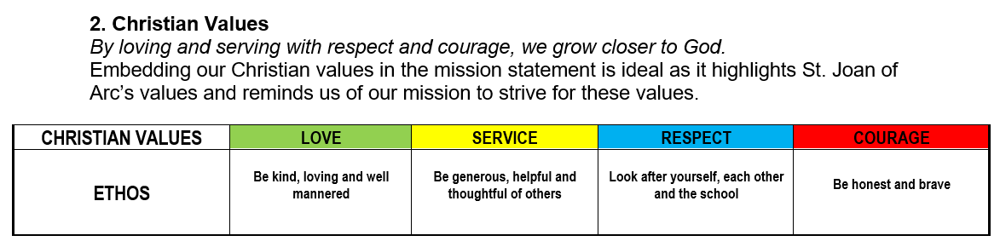 2. Christian Values
By loving and serving with respect and courage, we grow closer to God.
Embedding our Christian values in the mission statement is ideal as it highlights St. Joan of
Arc’s values and reminds us of our mission to strive for these values.
CHRISTIAN VALUES LOVE SERVICE RESPECT COURAGE
ETHOS
Be kind, loving and well
mannered
Be generous, helpful and
thoughtful of others
Look after yourself, each other
and the school
Be honest and brave